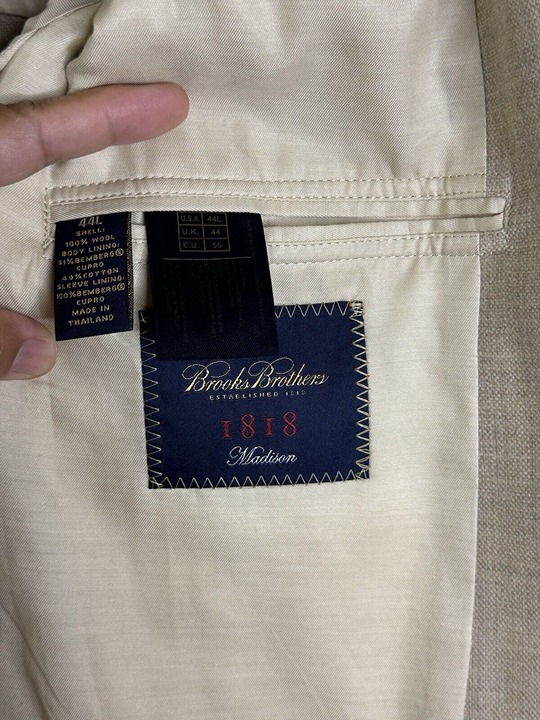 44L
SHELL:
100% WOOL
BODY LINING:
51%BEMBERG®
CUPRO
49%COTTON
SLEEVE LINING:
100%BEMBERG®
CUPRO
MADE IN
THAILAND
U.S.A. 44L
U.K. 44
E.U. 56
Brooks Brothers
ESTABLISHED 1818
1818
Madison